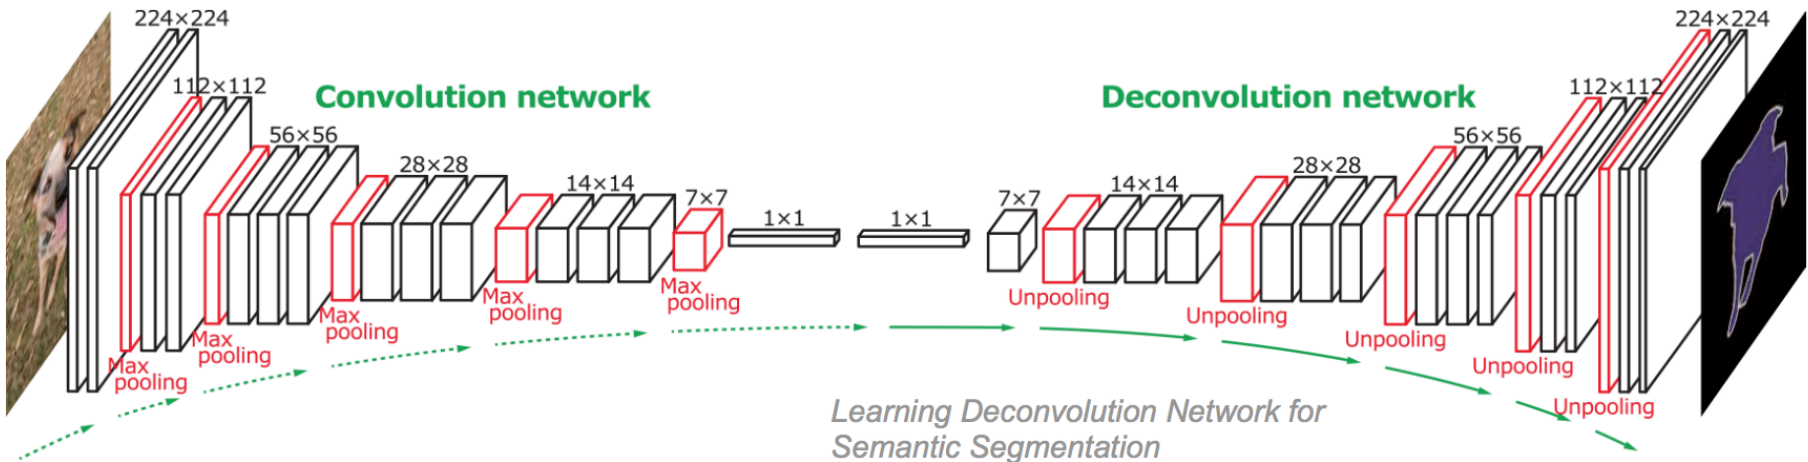 224×224
112×112
Convolution network
56×56
28×28
14×14
7×7
1×1
1×1
7×7
14×14
28×28
56×56
Deconvolution network
112×112
224×224
Max
pooling
Max
pooling
Max
pooling
Max
pooling
Max
pooling
Unpooling
Unpooling
Unpooling
Unpooling
Unpooling
Learning Deconvolution Network for
Semantic Segmentation